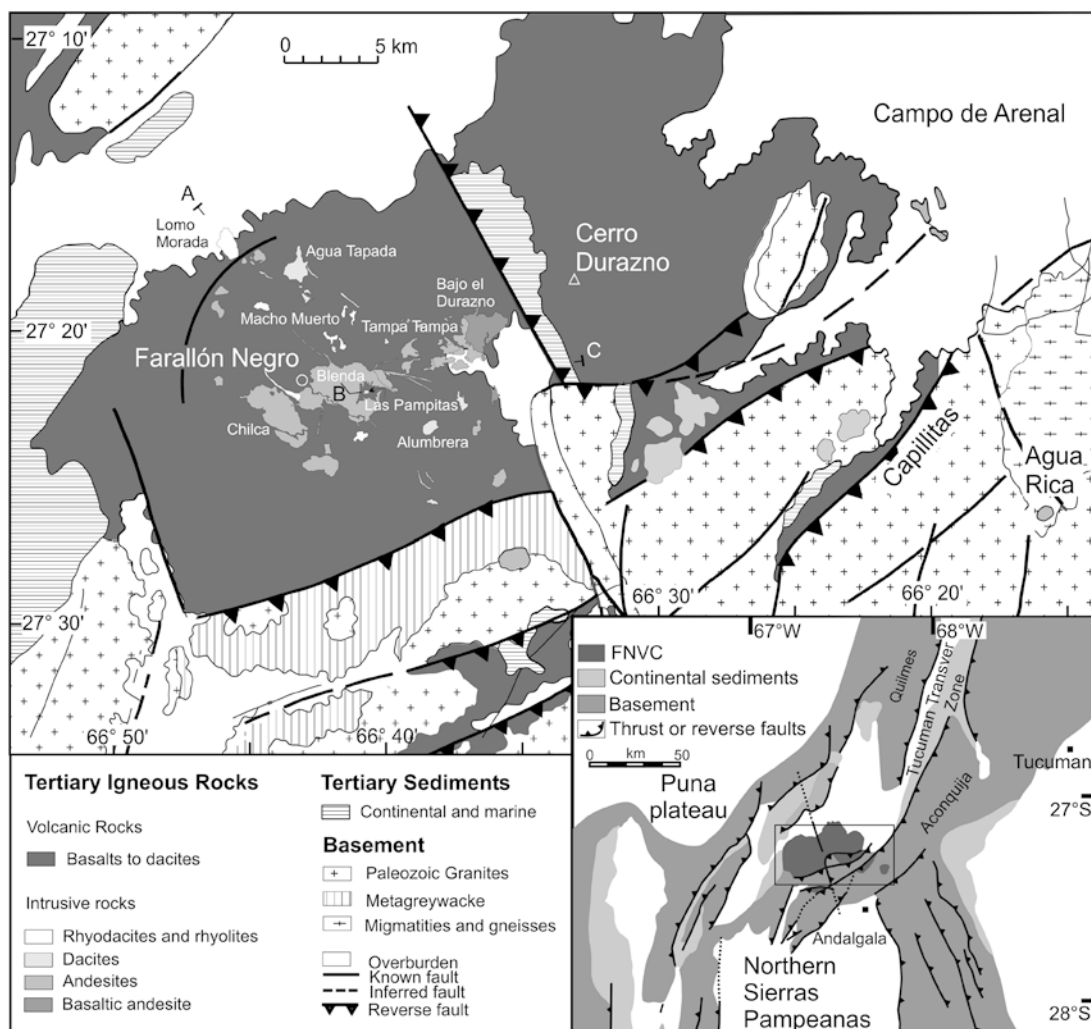 27° 10'
0 5 km
Campo de Arenal
A
Lomo
Morada
Agua Tapada
Cerro
Durazno
Bajo el
Durazno
27° 20'
Macho Muerto
Tampa Tampa
Farallón Negro
C
Blenda
B
Las Pampitas
Chilca
Alumbrera
Capillitas
Agua
Rica
66° 30'
66° 20'
27° 30'
66° 50'
66° 40'
67°W
68°W
FNVC
Continental sediments
Basement
Thrust or reverse faults
0 km 50
Quilmes
Tucuman Transver
Zone
Tucuman
Puna
plateau
Aconquija
27°S
Andalgala
Northern
Sierras
Pampeanas
28°S
Tertiary Igneous Rocks
Volcanic Rocks
Basalts to dacites
Intrusive rocks
Rhyodacites and rhyolites
Dacites
Andesites
Basaltic andesite
Tertiary Sediments
Continental and marine
Basement
Paleozoic Granites
Metagreywacke
Migmatities and gneisses
Overburden
Known fault
Inferred fault
Reverse fault